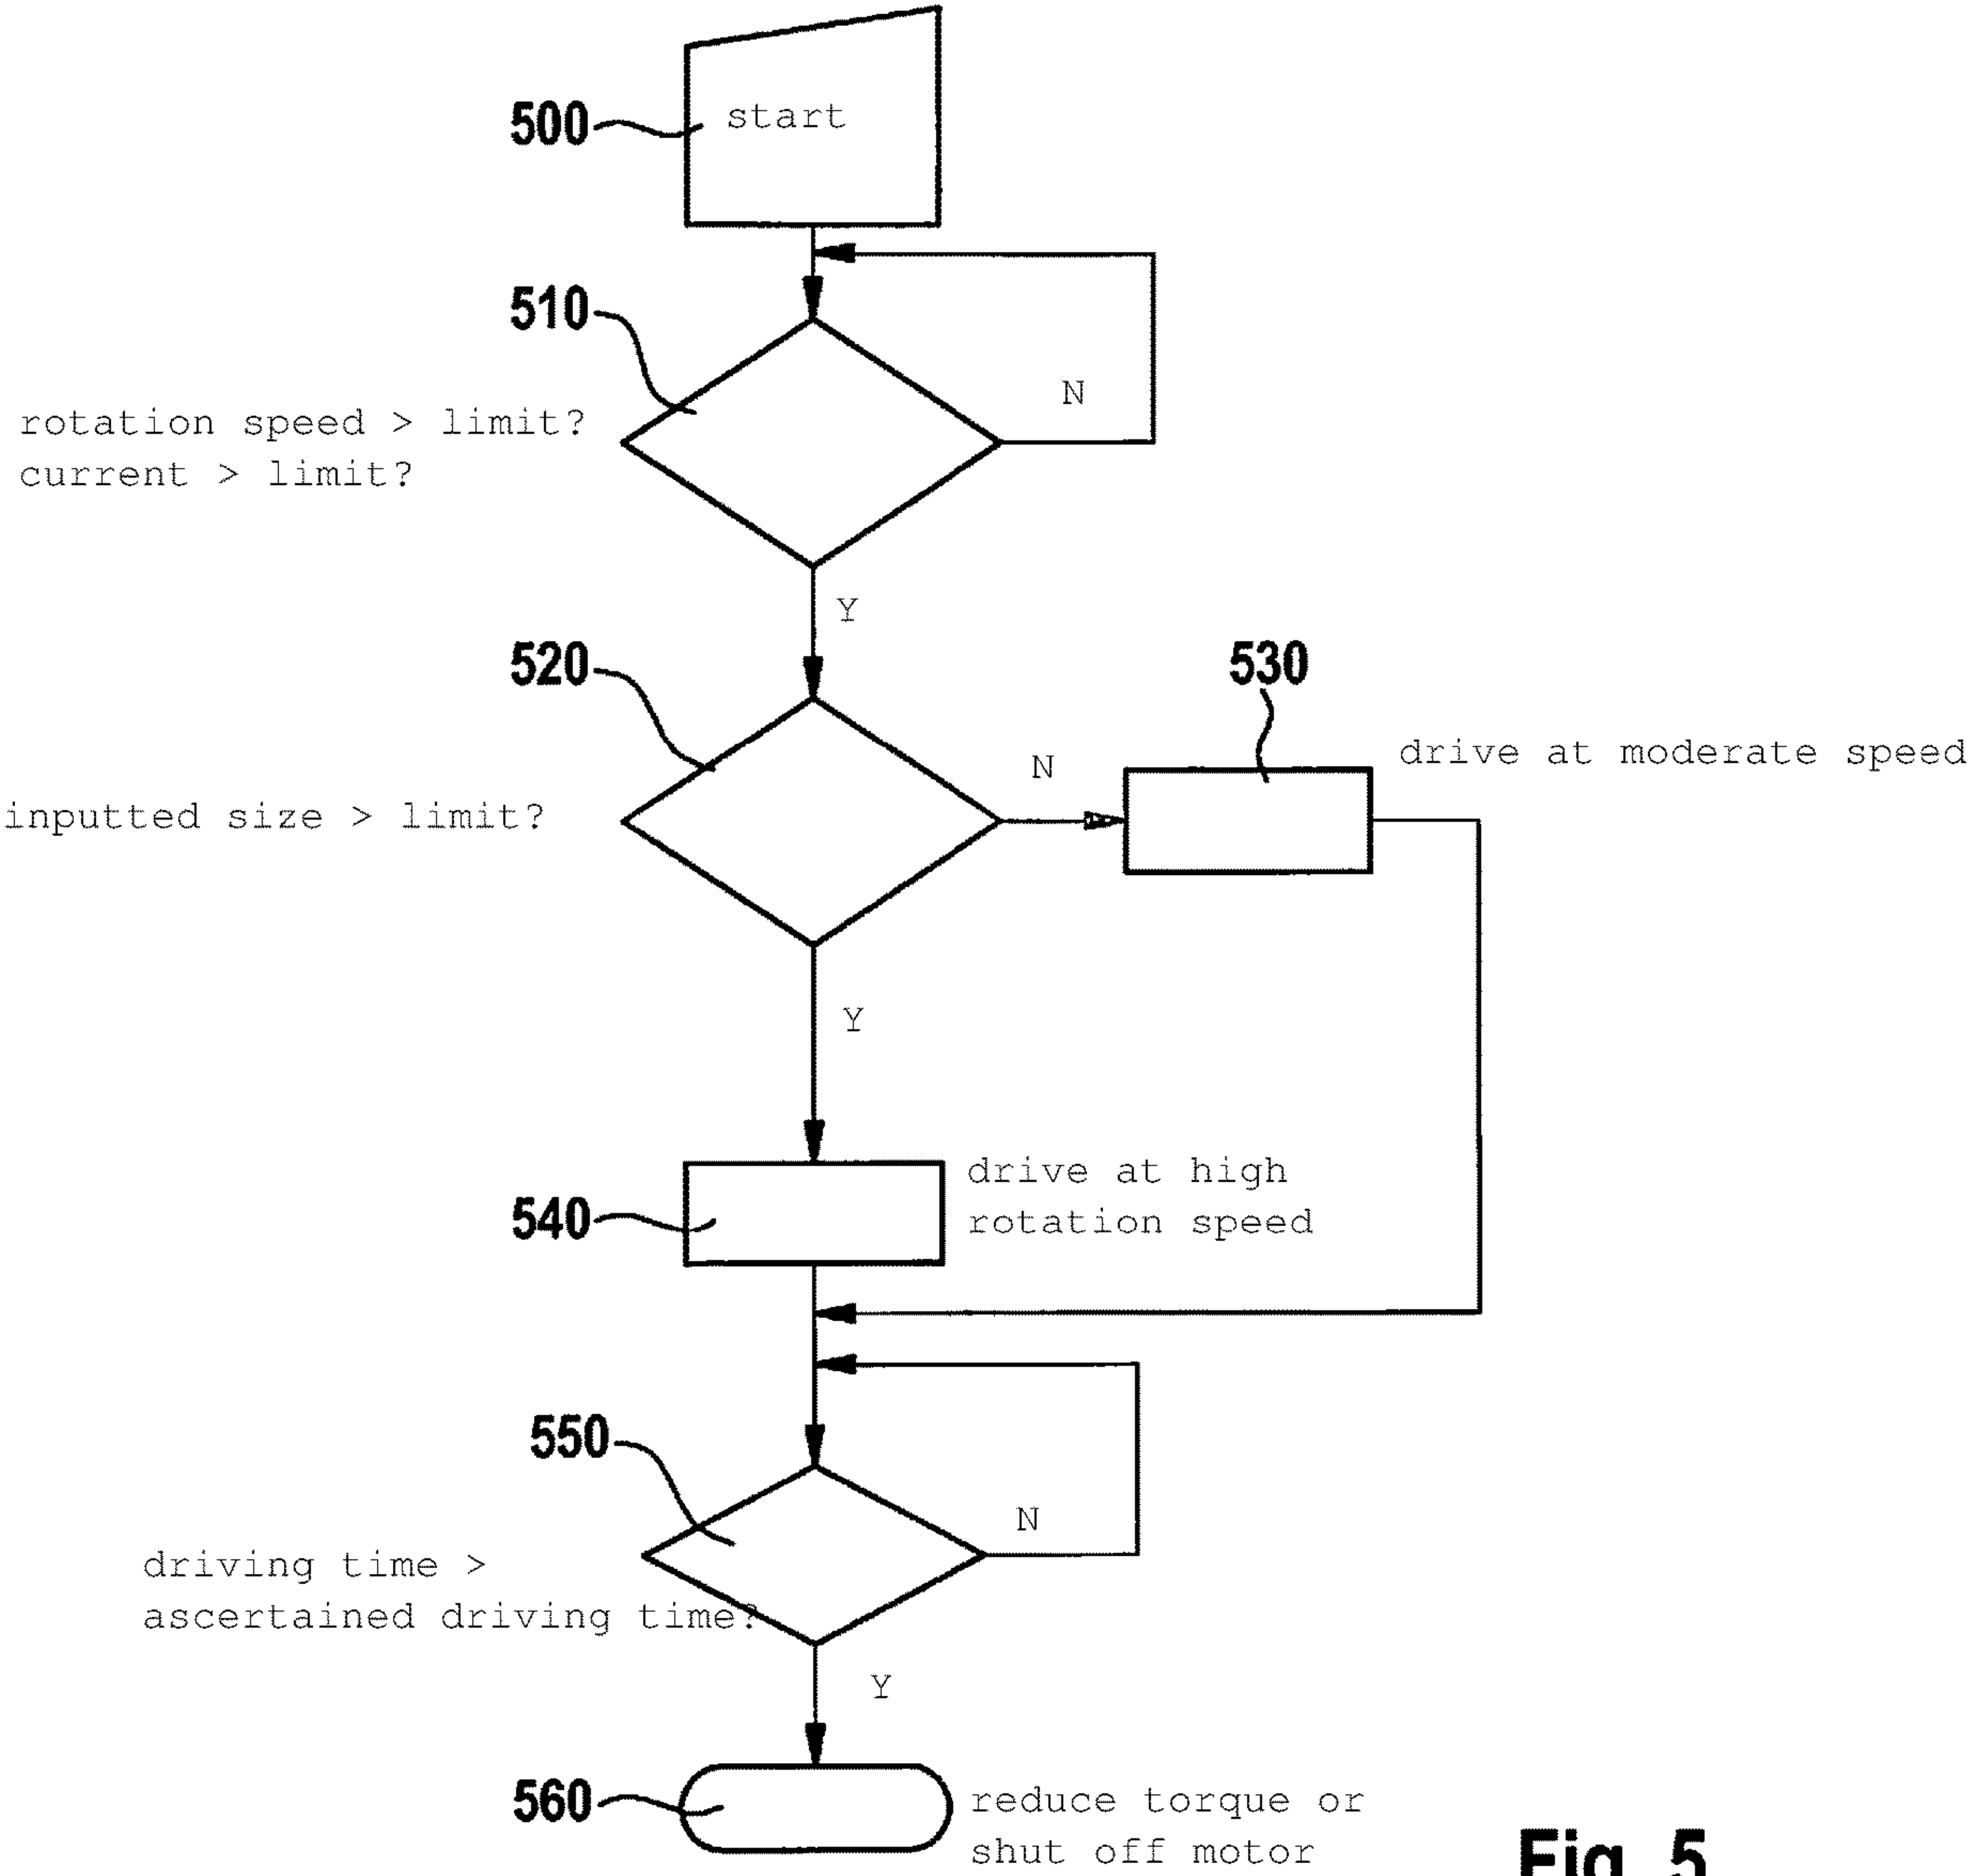 start
500
510
N
rotation speed > limit?
current > limit?
Y
520
530
drive at moderate speed
N
inputted size > limit?
Y
drive at high
rotation speed
540
550
N
driving time >
ascertained driving time?
Y
560
reduce torque or
shut off motor
Fig. 5